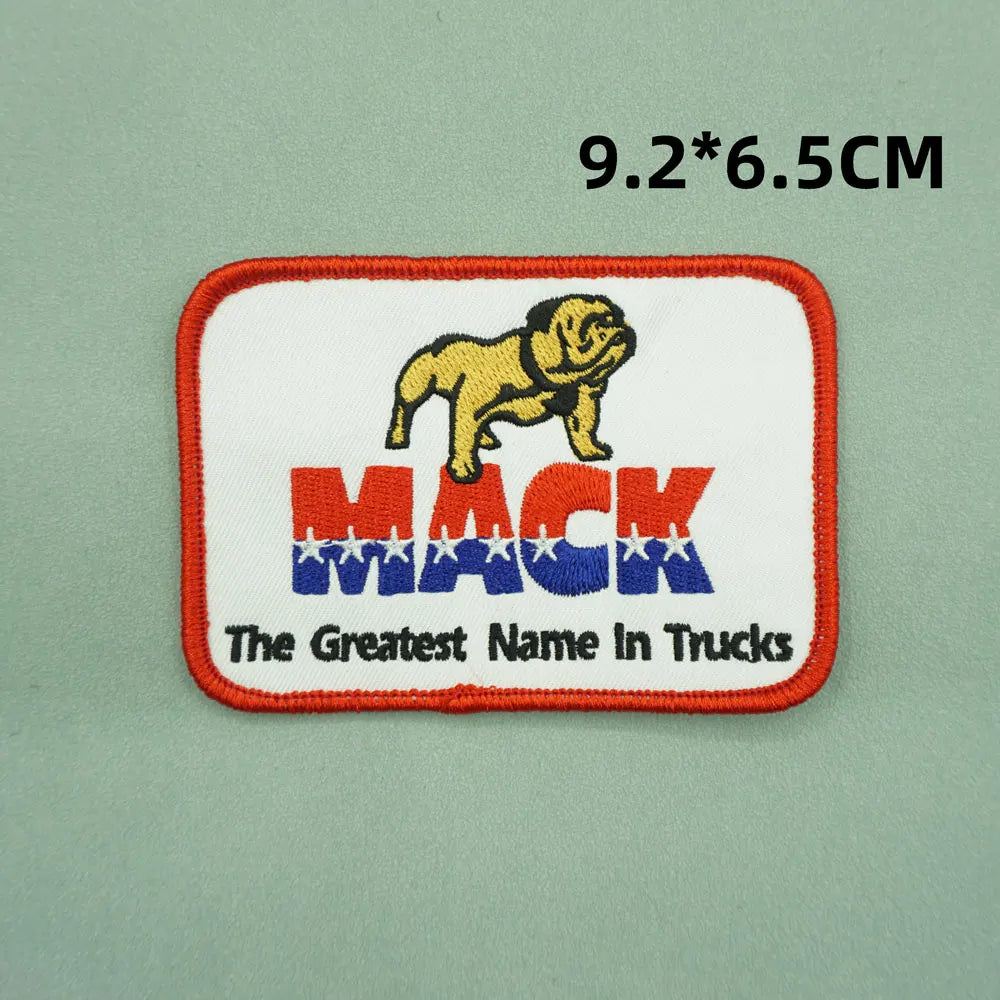 9.2*6.5CM
MACK
The Greatest Name In Trucks